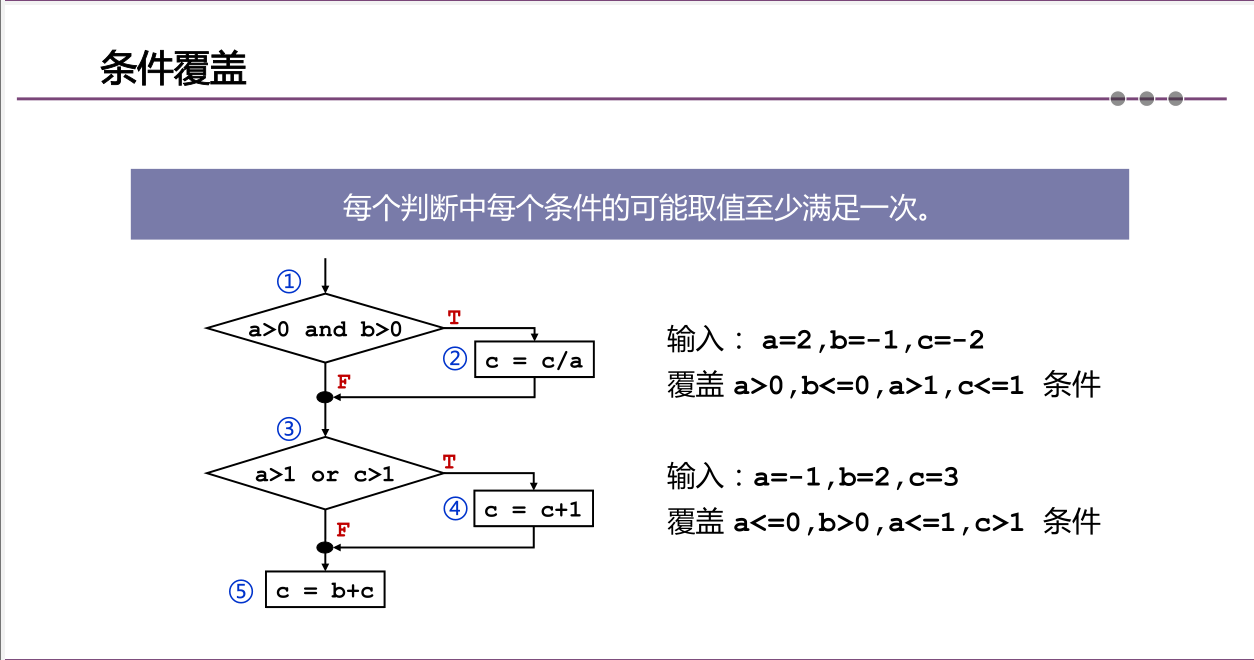 条件覆盖
每个判断中每个条件的可能取值至少满足一次。
①
a>0 and b>0
T
②
c = c/a
F
③
a>1 or c>1
T
④
c = c+1
F
⑤
c = b+c
输入： a=2,b=-1,c=-2
覆盖 a>0,b<=0,a>1,c<=1 条件
输入：a=-1,b=2,c=3
覆盖 a<=0,b>0,a<=1,c>1 条件